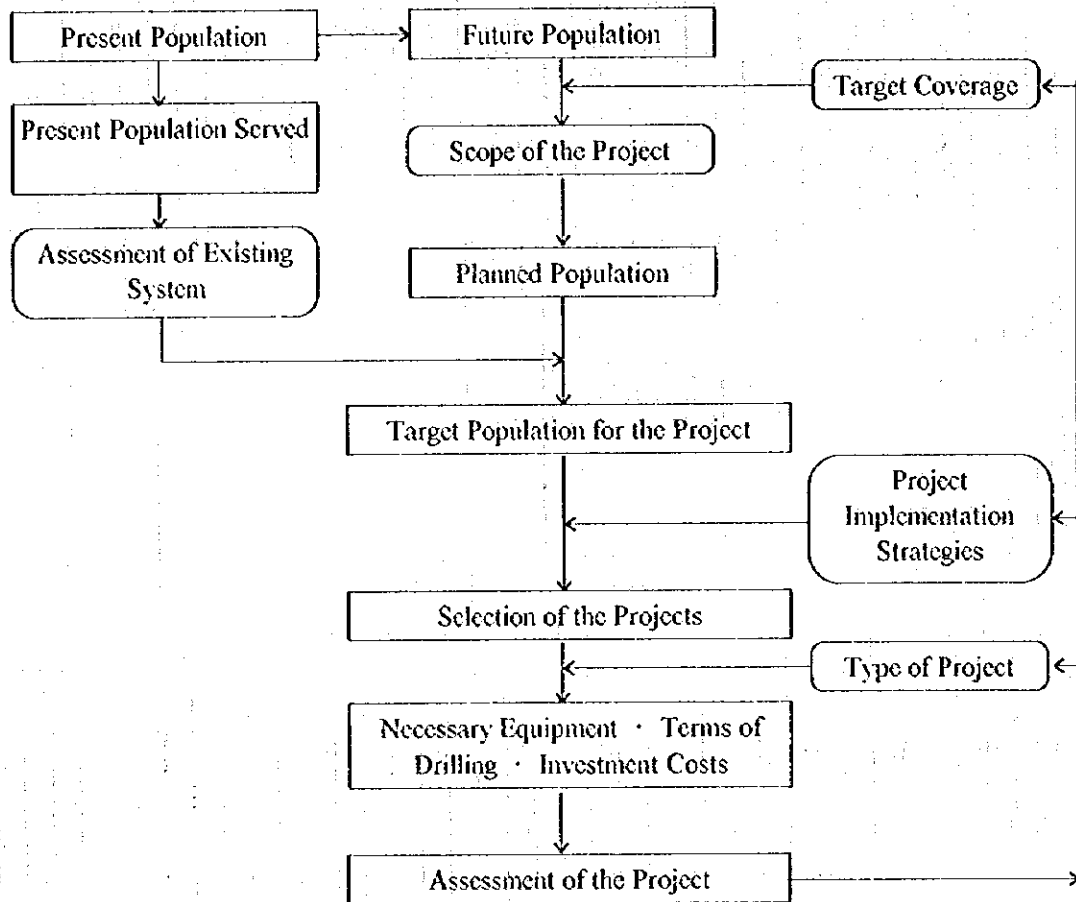 Present Population
Future Population
Target Coverage
Present Population Served
Scope of the Project
Assessment of Existing
System
Planned Population
Target Population for the Project
Project
Implementation
Strategies
Selection of the Projects
Type of Project
Necessary Equipment · Terms of
Drilling · Investment Costs
Assessment of the Project